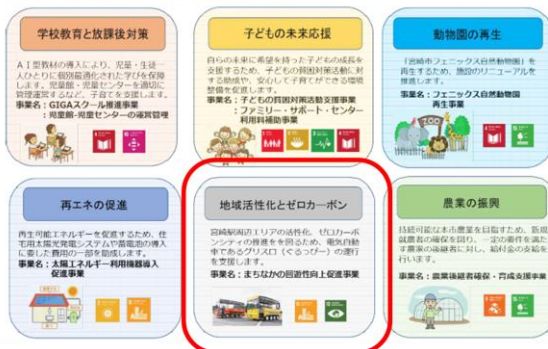 学校教育と放課後対策
AI型教材の導入により、児童・生徒一
人ひとりに個別最適化された学びを保障
します。児童館・児童センターを適切に
管理運営するなど、子育てを支援します。
事業名:GIGAスクール推進事業
:児童館・児童センターの運営管理
子どもの未来応援
自らの未来に希望を持った子どもの成長を
支援するため、子どもの貧困対策活動に対
する助成や、安心して子育てができる環境
整備を促進します。
事業名:子どもの貧困対策活動支援事業
:ファミリー・サポート・センター
利用料補助事業
動物園の再生
「宮崎市フェニックス自然動物園」を
再生するため、施設のリニューアルを
推進します。
事業名:フェニックス自然動物園
再生事業
再エネの促進
再生可能エネルギーを促進するため、住
宅用太陽光発電システムや蓄電池の導入
に要した費用の一部を助成します。
事業名:太陽エネルギー利用機器導入
促進事業
地域活性化とゼロカーボン
宮崎駅周辺エリアの活性化、ゼロカーボ
ンシティの推進を図るため、電気自動
車であるグリスロ(ぐるっぴー)の運行
を支援します。
事業名:まちなかの回遊性向上促進事業
農業の振興
持続可能な本市農業を目指すため、新規
就農者の確保を図り、一定の要件を満た
す農業の後継者に対し、給付金の支給を
行います。
事業名:農業後継者確保・育成支援事業